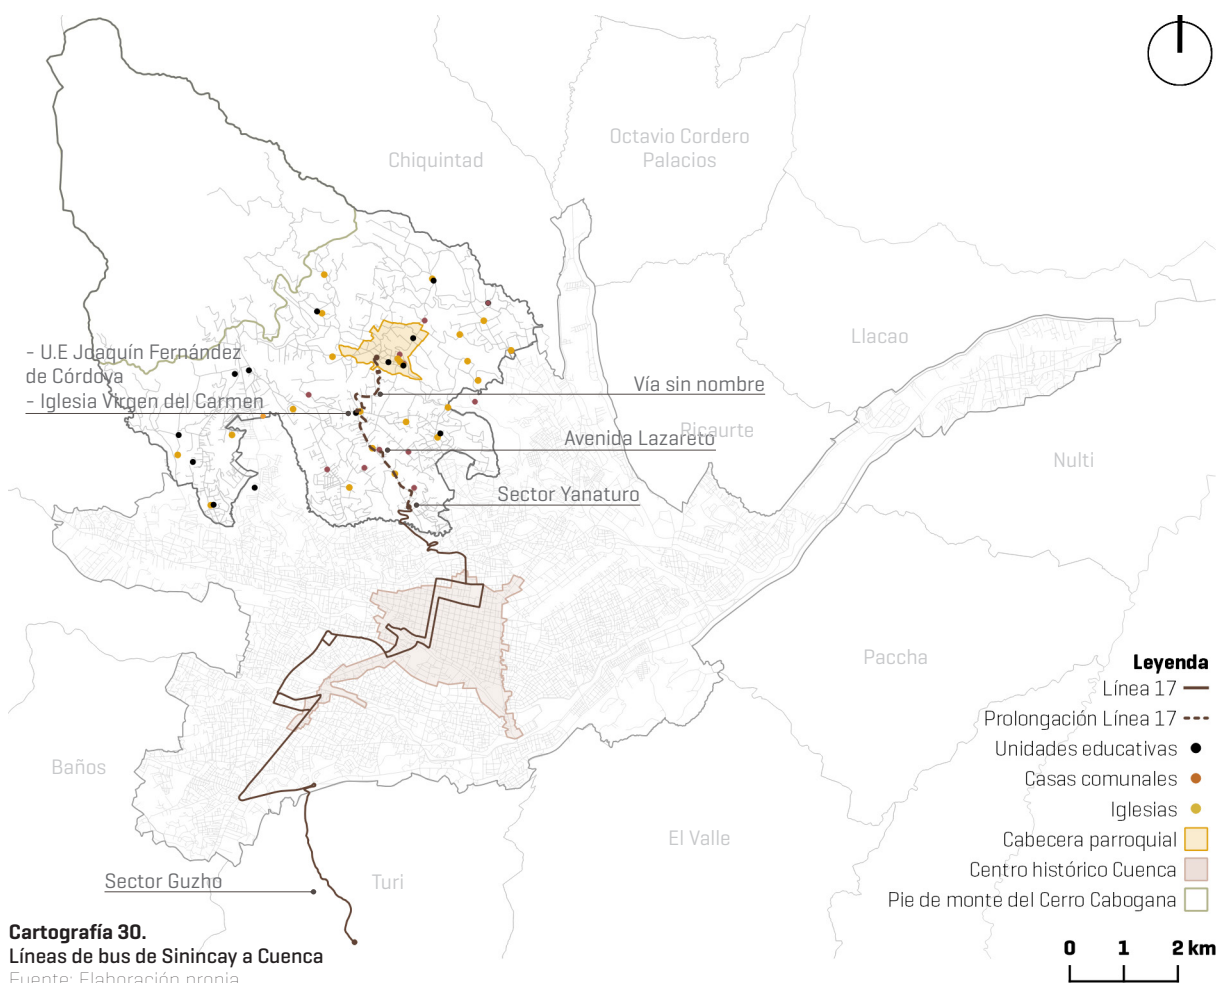 Octavio Cordero
Palacios
Chiquintad
Llacao
- U.E Joaquín Fernández
de Córdova
- Iglesia Virgen del Carmen
Vía sin nombre
Ricaurte
Avenida Lazareto
Nulti
Sector Yanaturo
Paccha
Baños
El Valle
Turi
Sector Guzho
Leyenda
Línea 17
Prolongación Línea 17
Unidades educativas
Casas comunales
Iglesias
Cabecera parroquial
Centro histórico Cuenca
Pie de monte del Cerro Cabogana
0 1 2 km
Cartografía 30.
Líneas de bus de Sinincay a Cuenca
Fuente: Elaboración propia